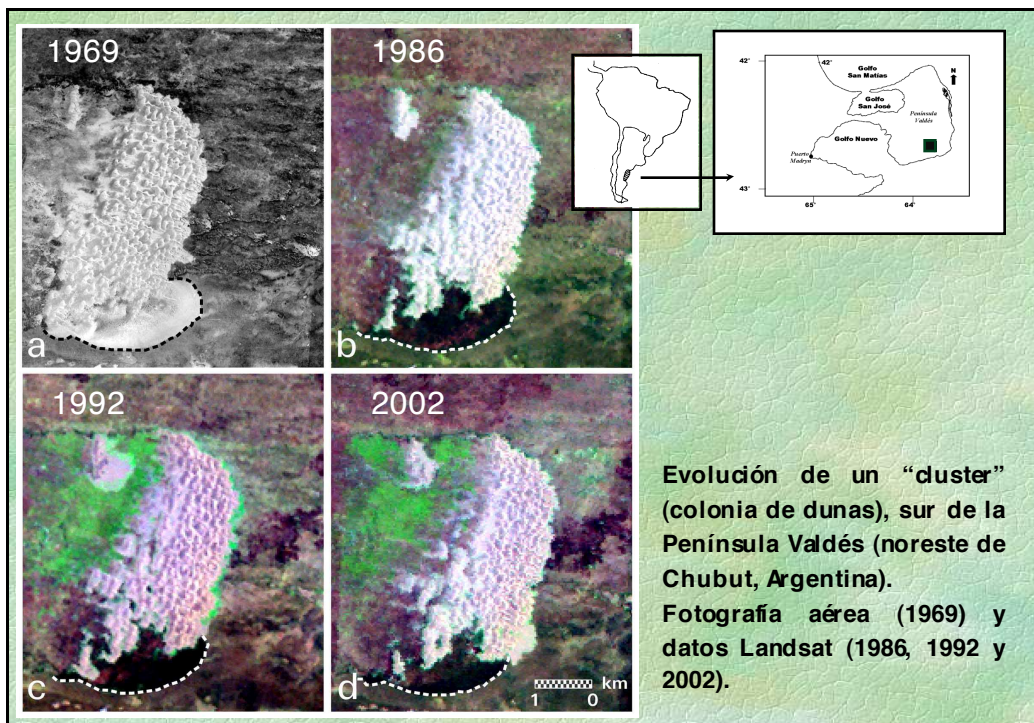 1969
1986
a
b
1992
2002
c
d
km
1 0
42'
42'
Golfo
San Matías
N
Golfo
San José
Península
Valdés
Golfo Nuevo
Puerto
Madryn
43'
65'
64'
Evolución de un “cluster”
(colonia de dunas), sur de la
Península Valdés (noreste de
Chubut, Argentina).
Fotografía aérea (1969) y
datos Landsat (1986, 1992 y
2002).